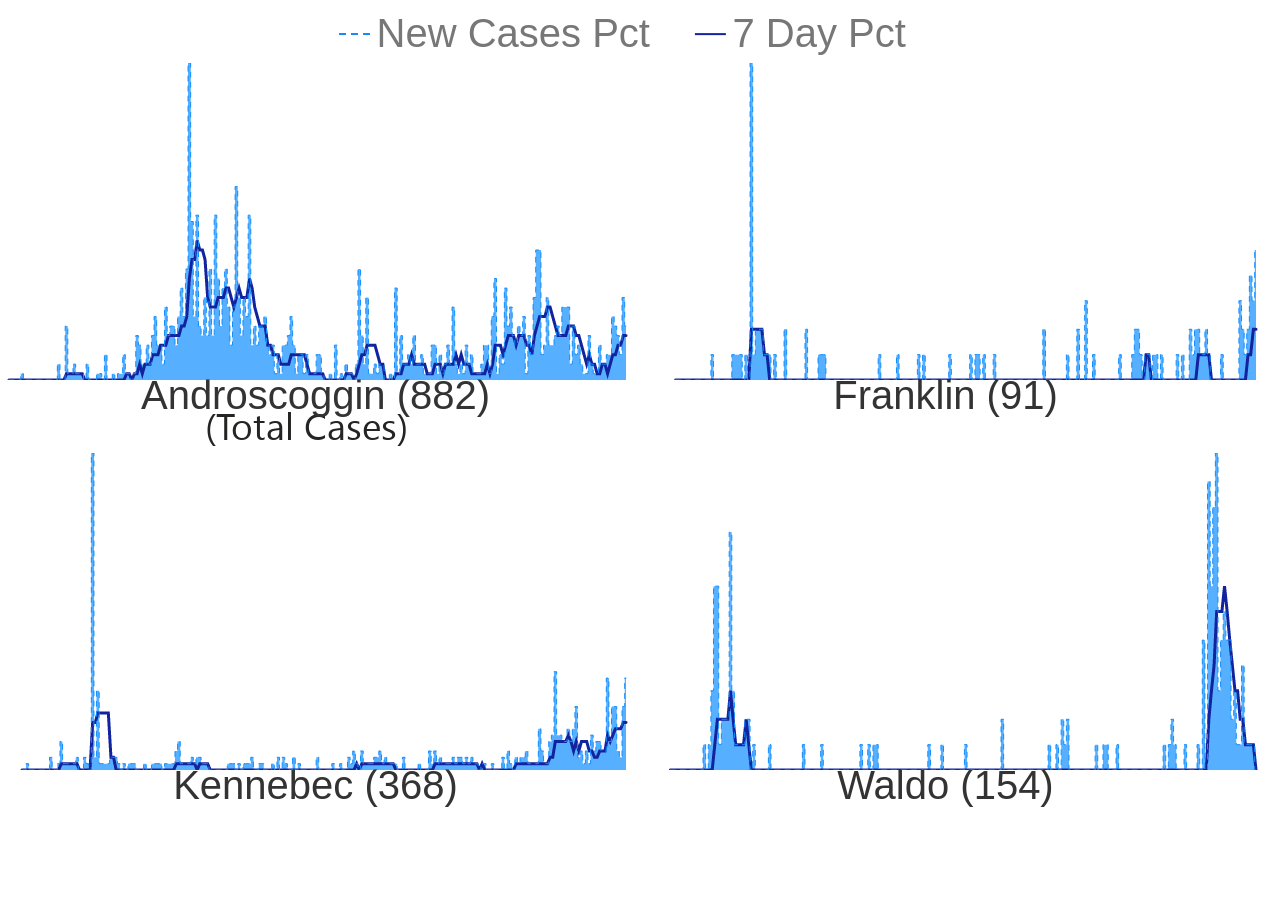 New Cases Pct 7 Day Pct
Androscoggin (882)
(Total Cases)
Franklin (91)
Kennebec (368)
Waldo (154)